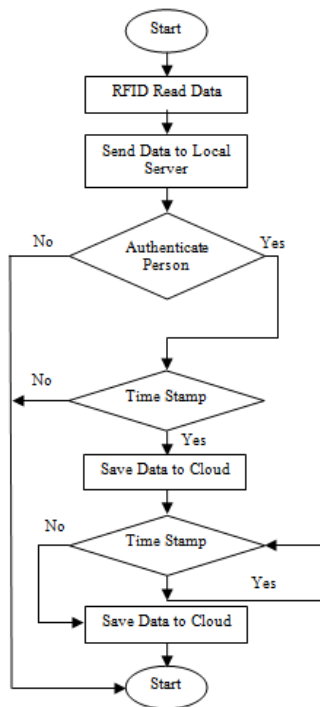 Start
RFID Read Data
Send Data to Local
Server
No
Yes
Authenticate
Person
No
Time Stamp
Yes
Save Data to Cloud
No
Time Stamp
Yes
Save Data to Cloud
Start